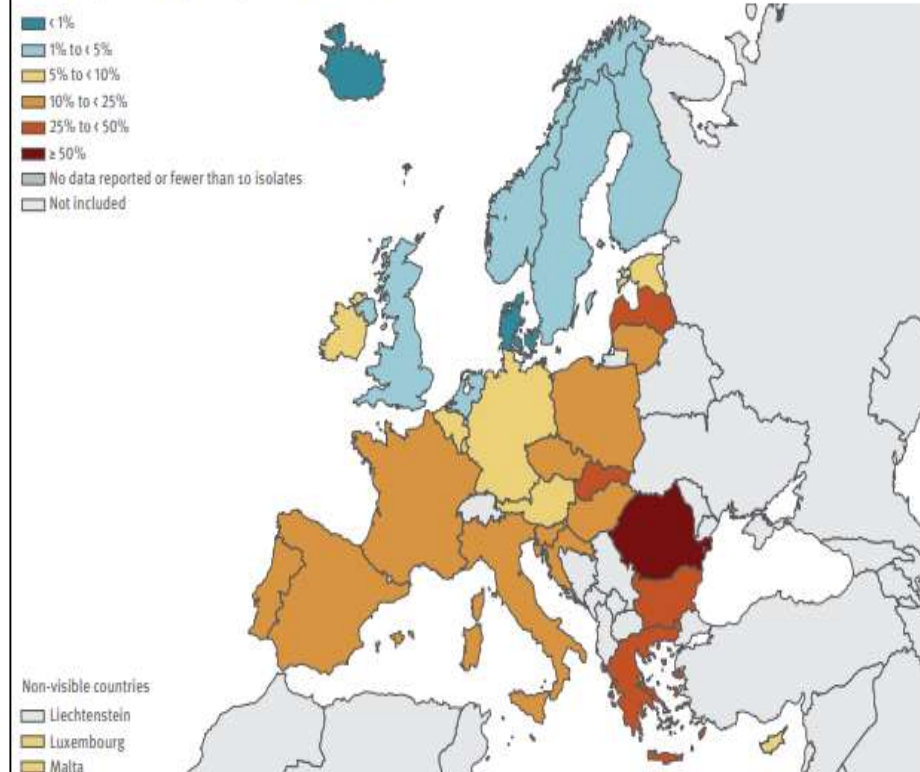 < 1%
1% to < 5%
5% to < 10%
10% to < 25%
25% to < 50%
≥ 50%
No data reported or fewer than 10 isolates
Not included
Non-visible countries
Liechtenstein
Luxembourg
Malta